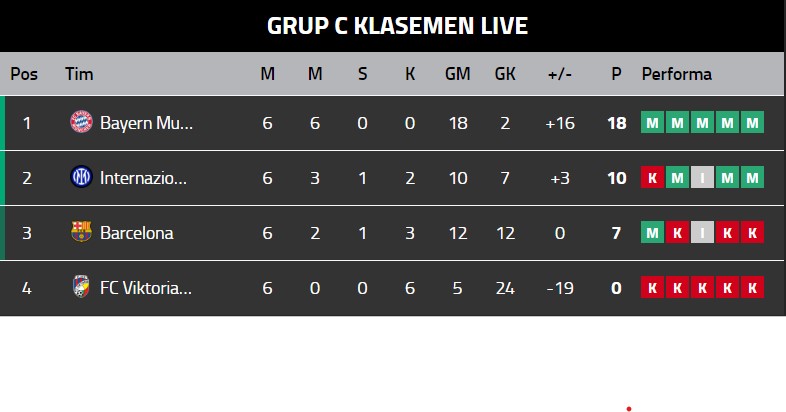 GRUP C KLASEMEN LIVE
Pos Tim M M S K GM GK +/- P Performa
1 Bayern Mu... 6 6 0 0 18 2 +16 18 M M M M M
2 Internazio... 6 3 1 2 10 7 +3 10 K M I M M
3 Barcelona 6 2 1 3 12 12 0 7 M K I K K
4 FC Viktoria... 6 0 0 6 5 24 -19 0 K K K K K